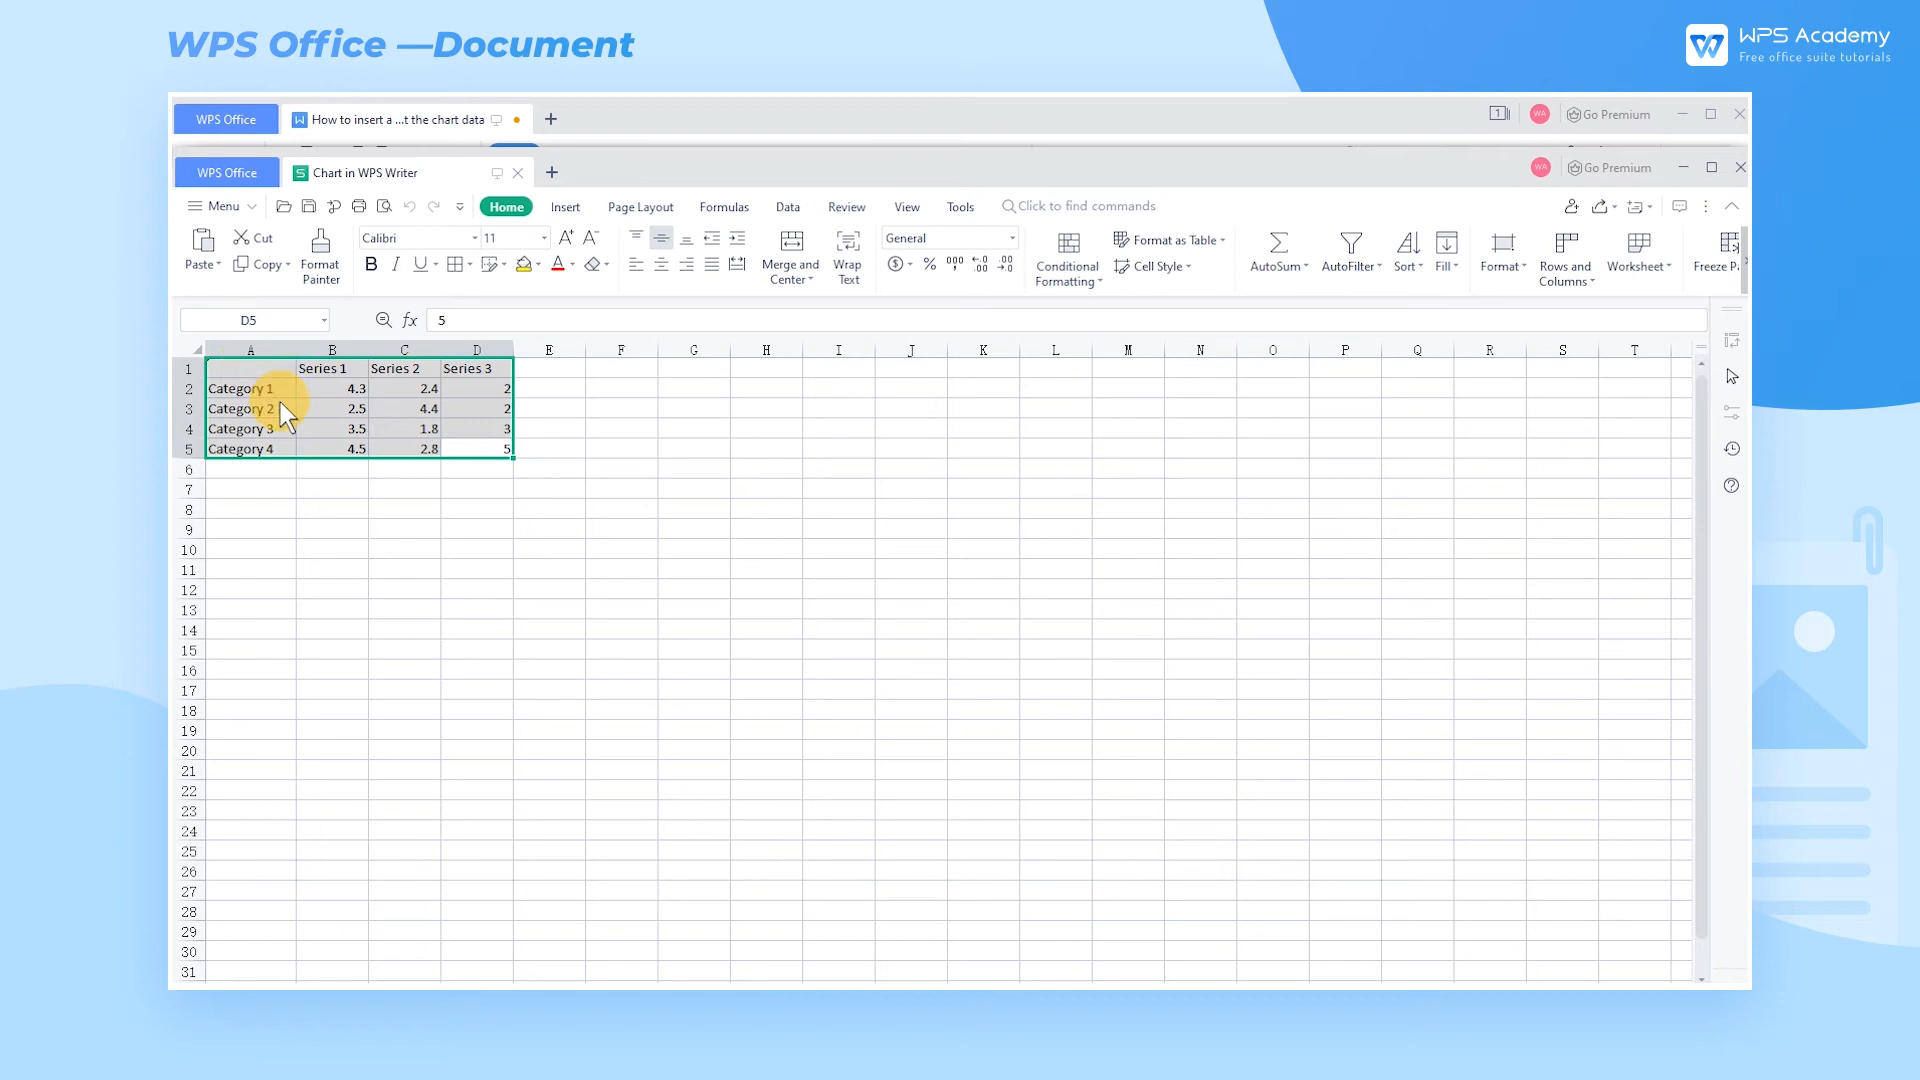 WPS Office —Document
WPS Academy
Free office suite tutorials
WPS Office How to insert a ...t the chart data Go Premium
WPS Office Chart in WPS Writer WA Go Premium
Menu Home Insert Page Layout Formulas Data Review View Tools Click to find commands
Paste Cut Copy Format Painter Calibri 11 Merge and Center Wrap Text General Conditional Formatting Format as Table Cell Style AutoSum AutoFilter Sort Fill Format Rows and Columns Worksheet Freeze P
D5 fx 5
A B C D E F G H I J K L M N O P Q R S T
1 Series 1 Series 2 Series 3
2 Category 1 4.3 2.4 2
3 Category 2 2.5 4.4 2
4 Category 3 3.5 1.8 3
5 Category 4 4.5 2.8 5
6
7
8
9
10
11
12
13
14
15
16
17
18
19
20
21
22
23
24
25
26
27
28
29
30
31